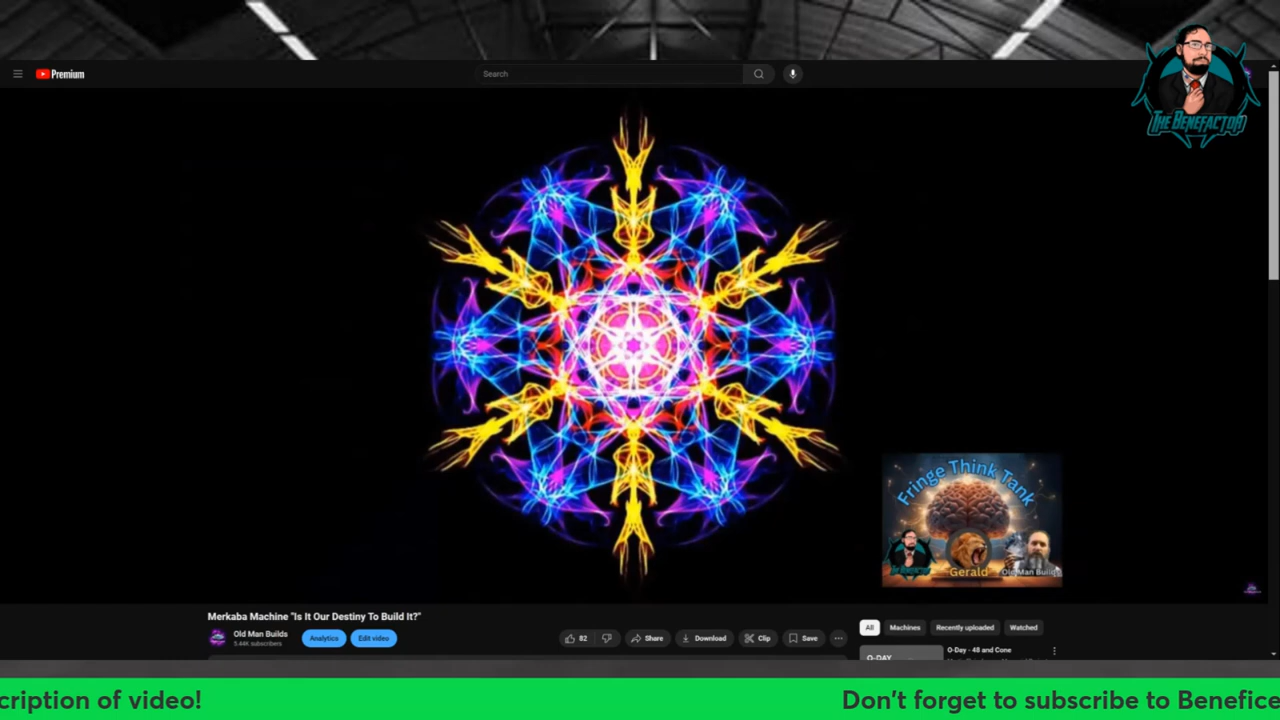 Premium
Search
THE BENEFACTOR
Fringe Think Tank
Gerald
Old Man Builds
Merkaba Machine "Is It Our Destiny To Build It?"
Old Man Builds
5.44K subscribers
Analytics
Edit video
82
Share
Download
Clip
Save
All
Machines
Recently uploaded
Watched
O-DAY
O-Day - 48 and Cone
cription of video!
Don't forget to subscribe to Benefice